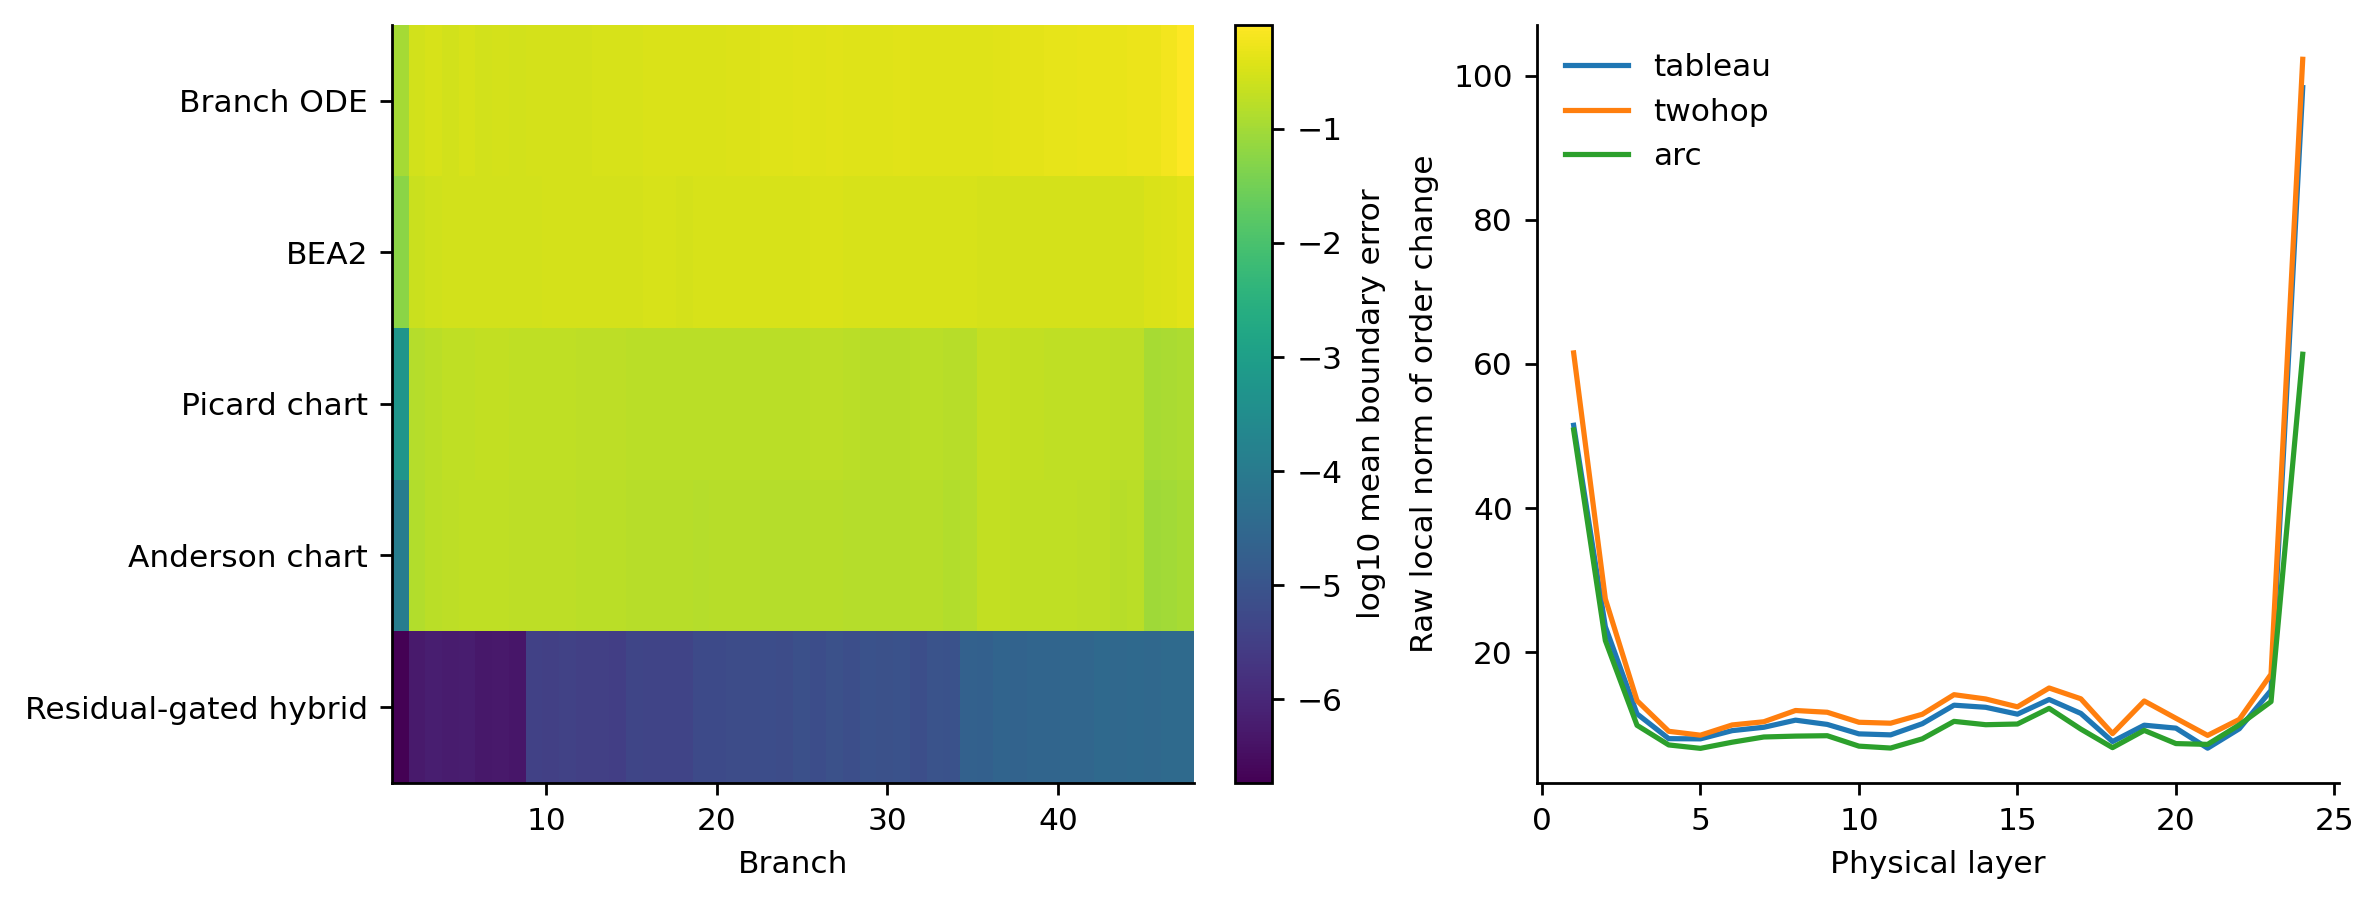 Branch ODE
BEA2
Picard chart
Anderson chart
Residual-gated hybrid
10
20
30
40
Branch
−1
−2
−3
−4
−5
−6
log10 mean boundary error
Raw local norm of order change
100
80
60
40
20
tableau
twohop
arc
0
5
10
15
20
25
Physical layer